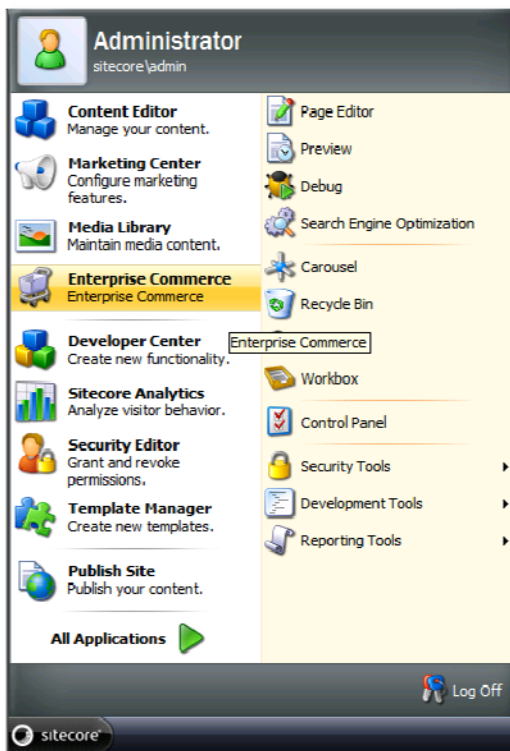 Administrator
sitecore\admin
Content Editor
Manage your content.
Marketing Center
Configure marketing
features.
Media Library
Maintain media content.
Enterprise Commerce
Enterprise Commerce
Developer Center
Create new functionality.
Sitecore Analytics
Analyze visitor behavior.
Security Editor
Grant and revoke
permissions.
Template Manager
Create new templates.
Publish Site
Publish your content.
All Applications
Page Editor
Preview
Debug
Search Engine Optimization
Carousel
Recycle Bin
Enterprise Commerce
Workbox
Control Panel
Security Tools
Development Tools
Reporting Tools
Log Off
sitecore